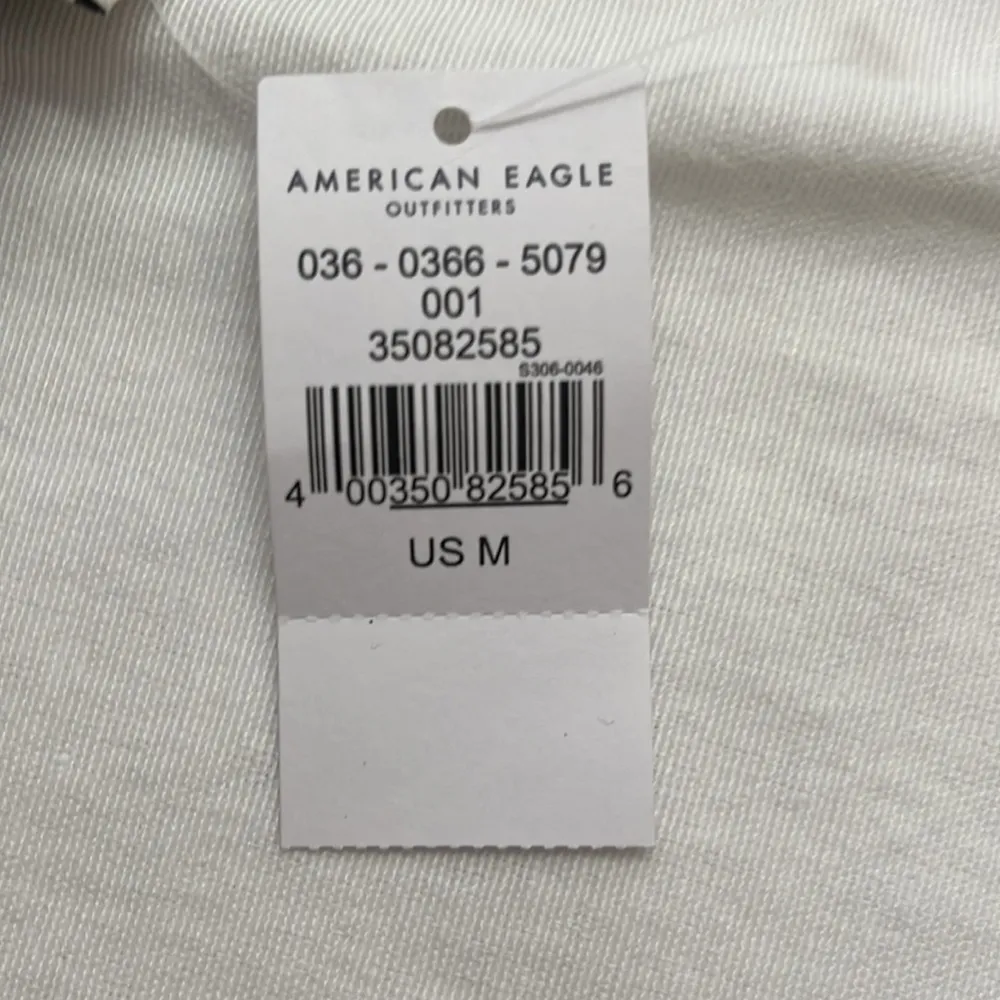 AMERICAN EAGLE
OUTFITTERS
036 - 0366 - 5079
001
35082585
S306-0046
4 00350 82585 6
US M